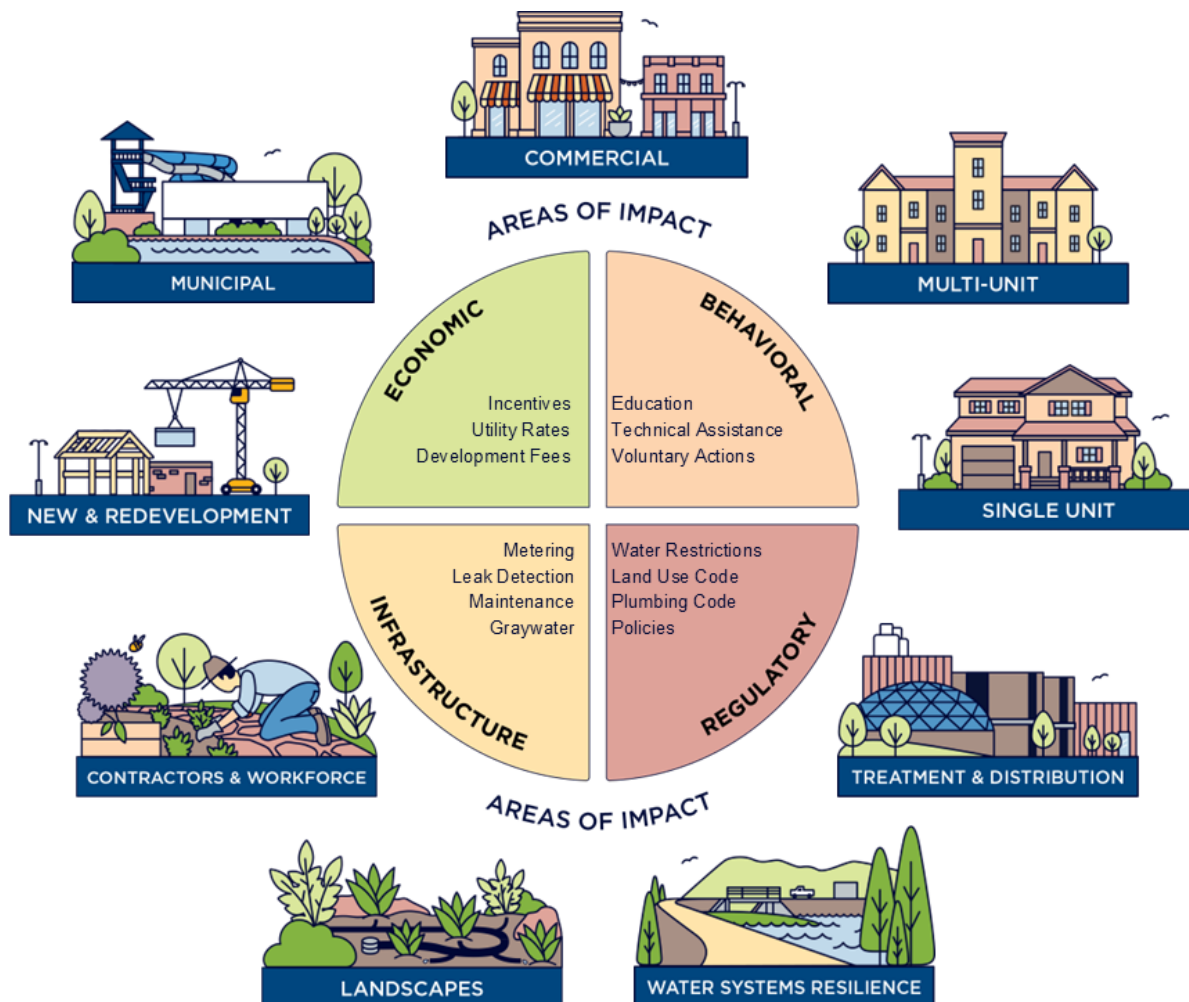 COMMERCIAL
MUNICIPAL
MULTI-UNIT
AREAS OF IMPACT
ECONOMIC
Incentives
Utility Rates
Development Fees
BEHAVIORAL
Education
Technical Assistance
Voluntary Actions
NEW & REDEVELOPMENT
SINGLE UNIT
INFRASTRUCTURE
Metering
Leak Detection
Maintenance
Graywater
REGULATORY
Water Restrictions
Land Use Code
Plumbing Code
Policies
CONTRACTORS & WORKFORCE
TREATMENT & DISTRIBUTION
AREAS OF IMPACT
LANDSCAPES
WATER SYSTEMS RESILIENCE